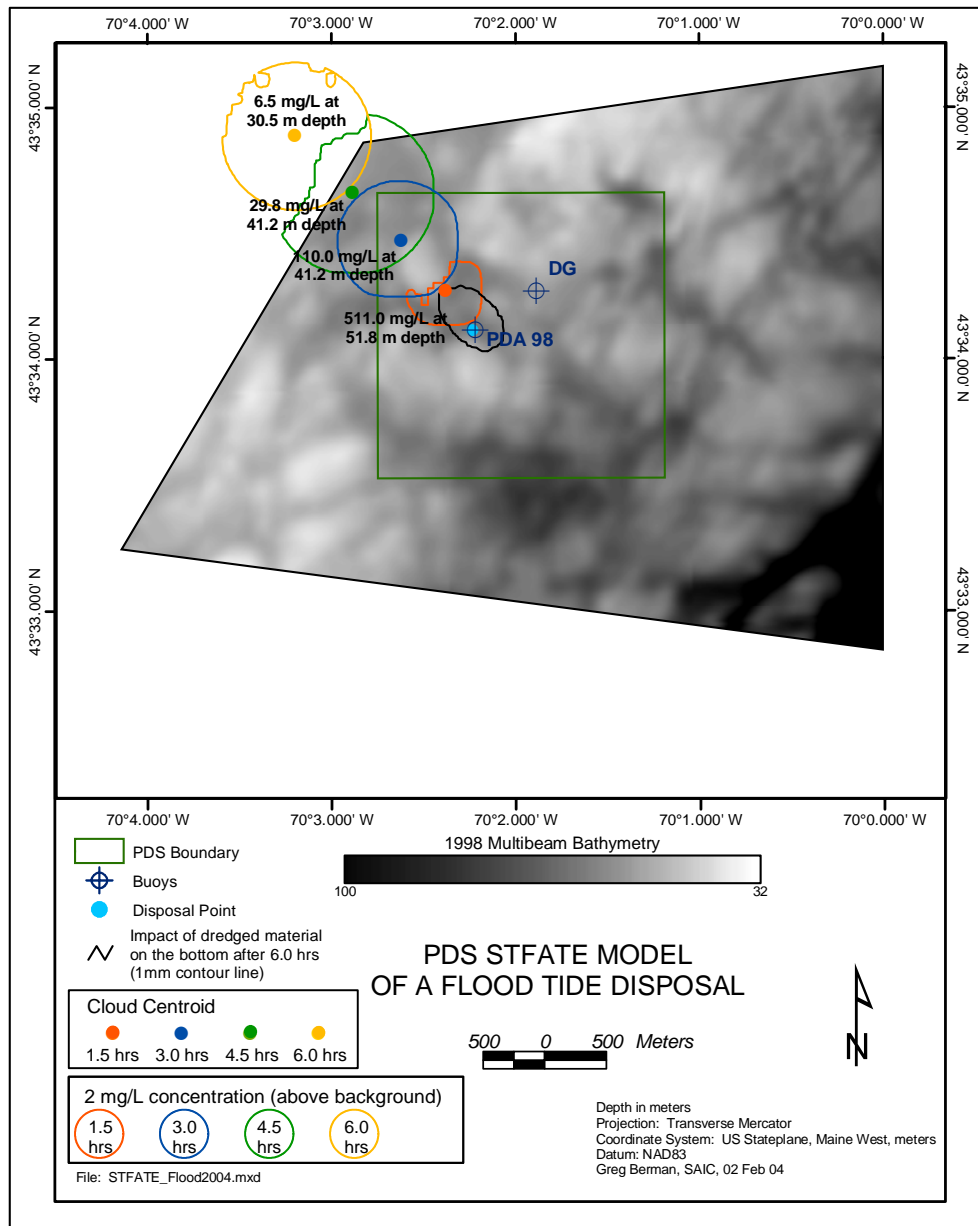 70°4.000' W 70°3.000' W 70°2.000' W 70°1.000' W 70°0.000' W
43°35.000' N
43°35.000' N
6.5 mg/L at
30.5 m depth
29.8 mg/L at
41.2 m depth
110.0 mg/L at
41.2 m depth
DG
511.0 mg/L at
51.8 m depth
PDA 98
43°34.000' N
43°34.000' N
43°33.000' N
43°33.000' N
70°4.000' W 70°3.000' W 70°2.000' W 70°1.000' W 70°0.000' W
PDS Boundary
Buoys
Disposal Point
Impact of dredged material
on the bottom after 6.0 hrs
(1mm contour line)
1998 Multibeam Bathymetry
100 32
PDS STFATE MODEL
OF A FLOOD TIDE DISPOSAL
Cloud Centroid
1.5 hrs 3.0 hrs 4.5 hrs 6.0 hrs
500 0 500 Meters
N
2 mg/L concentration (above background)
1.5 3.0 4.5 6.0
hrs hrs hrs hrs
File: STFATE_Flood2004.mxd
Depth in meters
Projection: Transverse Mercator
Coordinate System: US Stateplane, Maine West, meters
Datum: NAD83
Greg Berman, SAIC, 02 Feb 04